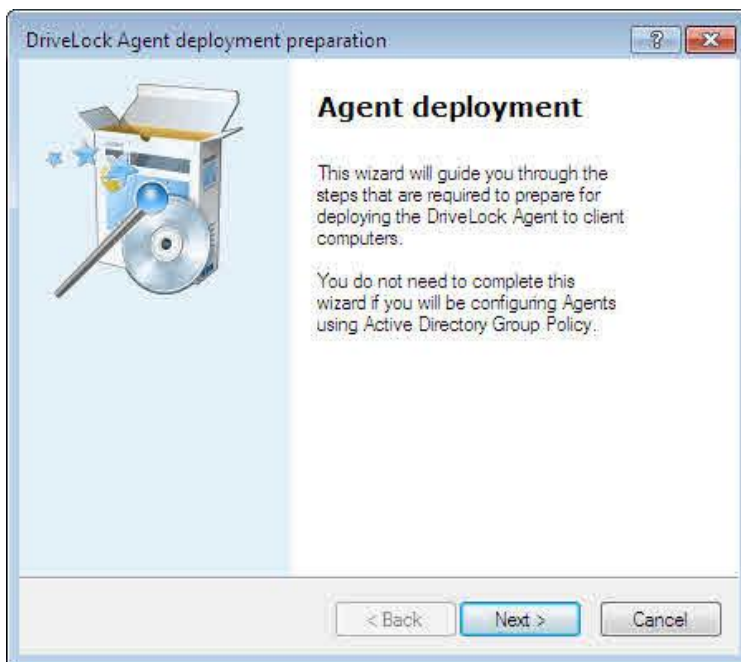 DriveLock Agent deployment preparation
?
Agent deployment
This wizard will guide you through the
steps that are required to prepare for
deploying the DriveLock Agent to client
computers.
You do not need to complete this
wizard if you will be configuring Agents
using Active Directory Group Policy.
< Back
Next >
Cancel